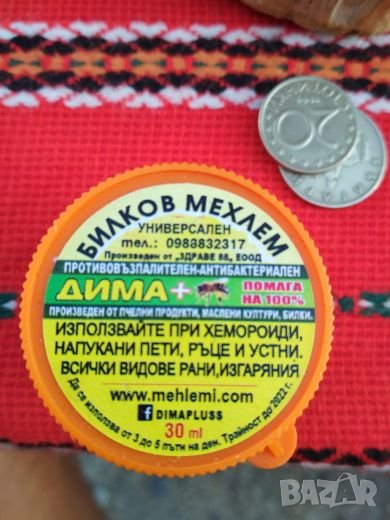 БИЛКОВ МЕХЛЕМ
УНИВЕРСАЛЕН
тел.: 0988832317
Произведен от „ЗДРАВЕ 88„ ЕООД
ПРОТИВОВЪЗПАЛИТЕЛЕН-АНТИБАКТЕРИАЛЕН
ДИМА+
ПОМАГА
НА 100%
ПРОИЗВЕДЕН ОТ ПЧЕЛНИ ПРОДУКТИ, МАСЛЕНИ КУЛТУРИ, БИЛКИ.
ИЗПОЛЗВАЙТЕ ПРИ ХЕМОРОИДИ,
НАПУКАНИ ПЕТИ, РЪЦЕ И УСТНИ.
ВСИЧКИ ВИДОВЕ РАНИ,ИЗГАРЯНИЯ
www.mehlemi.com
f DIMAPLUSS
30 ml
Да се използва от 3 до 5 пъти на ден. Трайност до 2022 г.
20
BAZAR